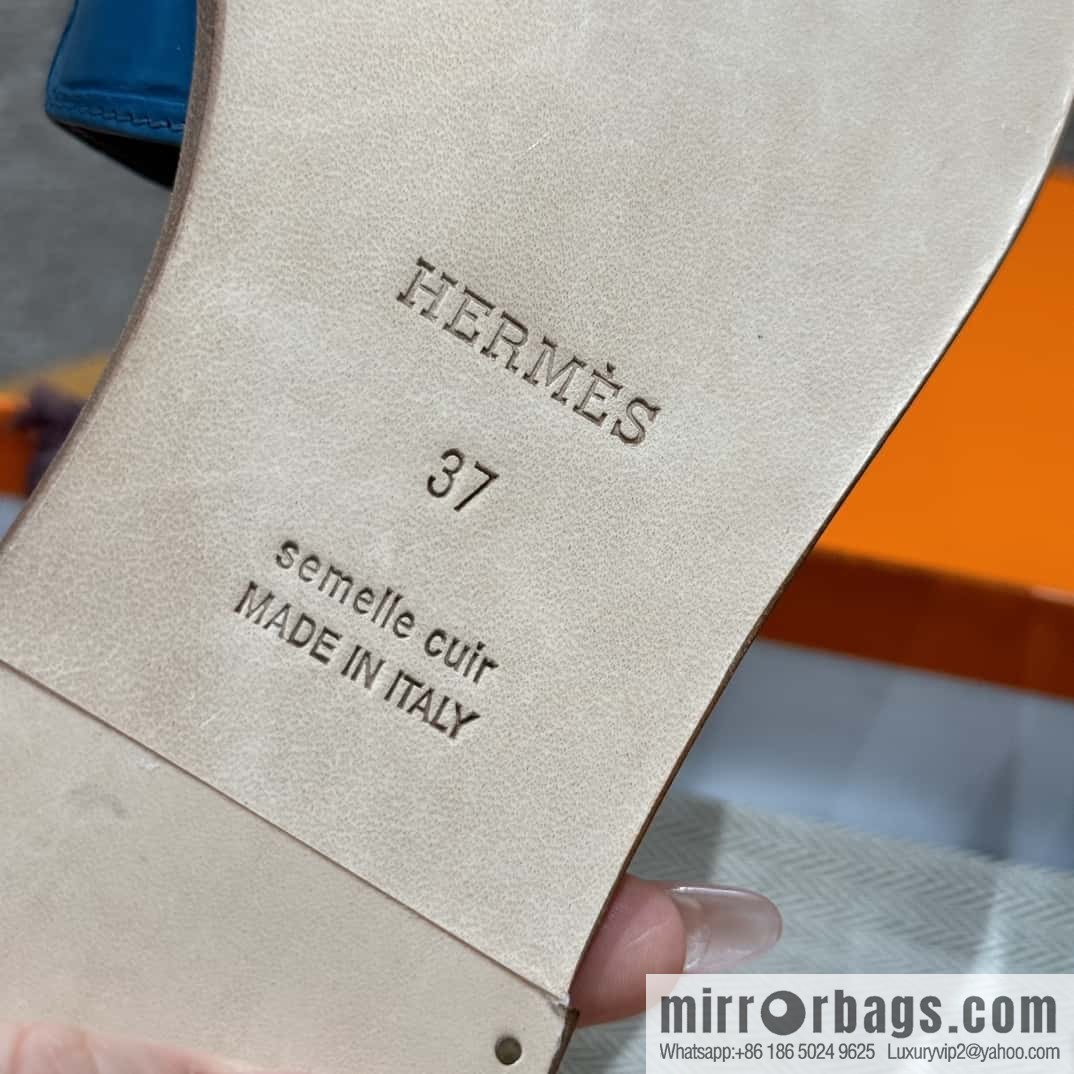 HERMÈS
37
semelle cuir
MADE IN ITALY
mirrorbags.com
Whatsapp:+86 186 5024 9625 Luxuryvip2@yahoo.com